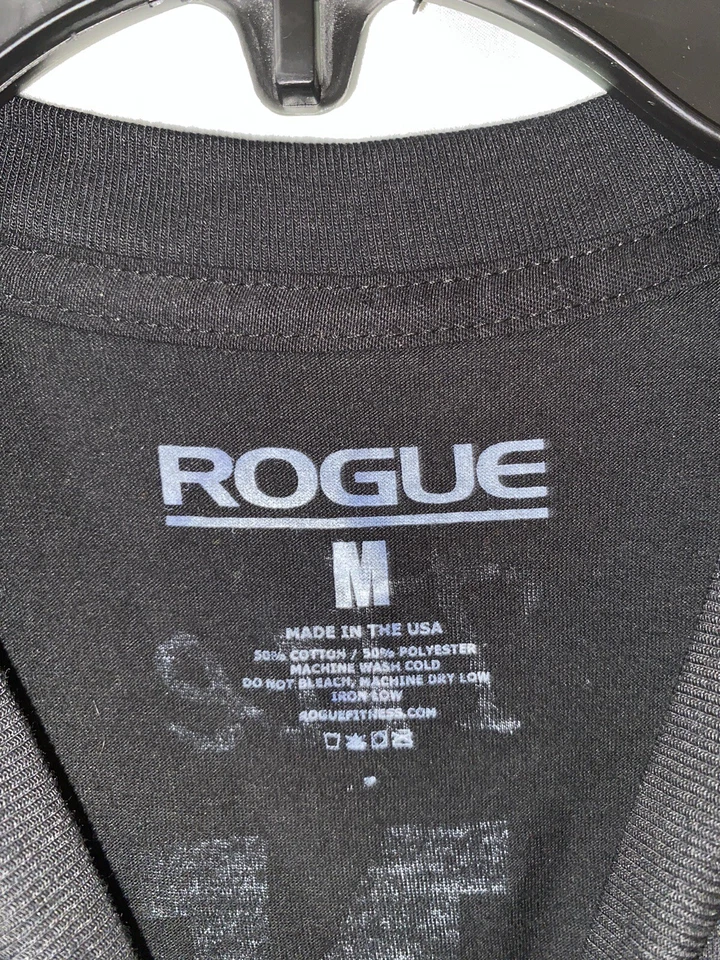 ROGUE
M
MADE IN THE USA
50% COTTON / 50% POLYESTER
MACHINE WASH COLD
DO NOT BLEACH, MACHINE DRY LOW
IRON LOW
ROGUEFITNESS.COM